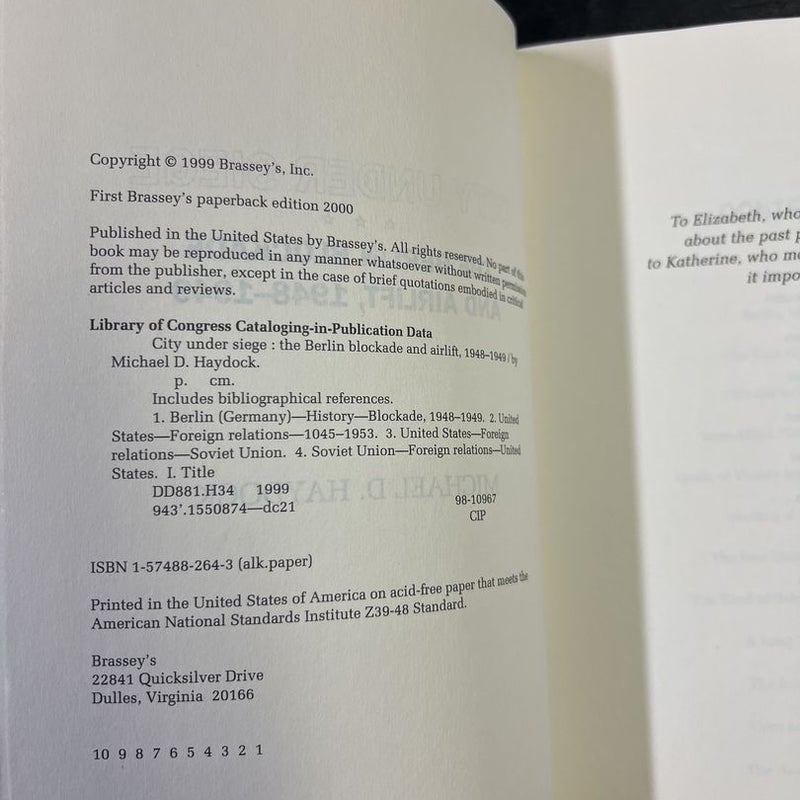 Copyright © 1999 Brassey's, Inc.
First Brassey's paperback edition 2000
Published in the United States by Brassey's. All rights reserved. No part of this
book may be reproduced in any manner whatsoever without written permission
from the publisher, except in the case of brief quotations embodied in critical
articles and reviews.
Library of Congress Cataloging-in-Publication Data
City under siege : the Berlin blockade and airlift, 1948–1949 / by
Michael D. Haydock.
p. cm.
Includes bibliographical references.
1. Berlin (Germany)—History—Blockade, 1948–1949. 2. United
States—Foreign relations—1045–1953. 3. United States—Foreign
relations—Soviet Union. 4. Soviet Union—Foreign relations—United
States. I. Title
DD881.H34 1999
943'.1550874—dc21
98-10967
CIP
ISBN 1-57488-264-3 (alk.paper)
Printed in the United States of America on acid-free paper that meets the
American National Standards Institute Z39-48 Standard.
Brassey's
22841 Quicksilver Drive
Dulles, Virginia 20166
10 9 8 7 6 5 4 3 2 1
To Elizabeth, who
about the past
to Katherine, who
it